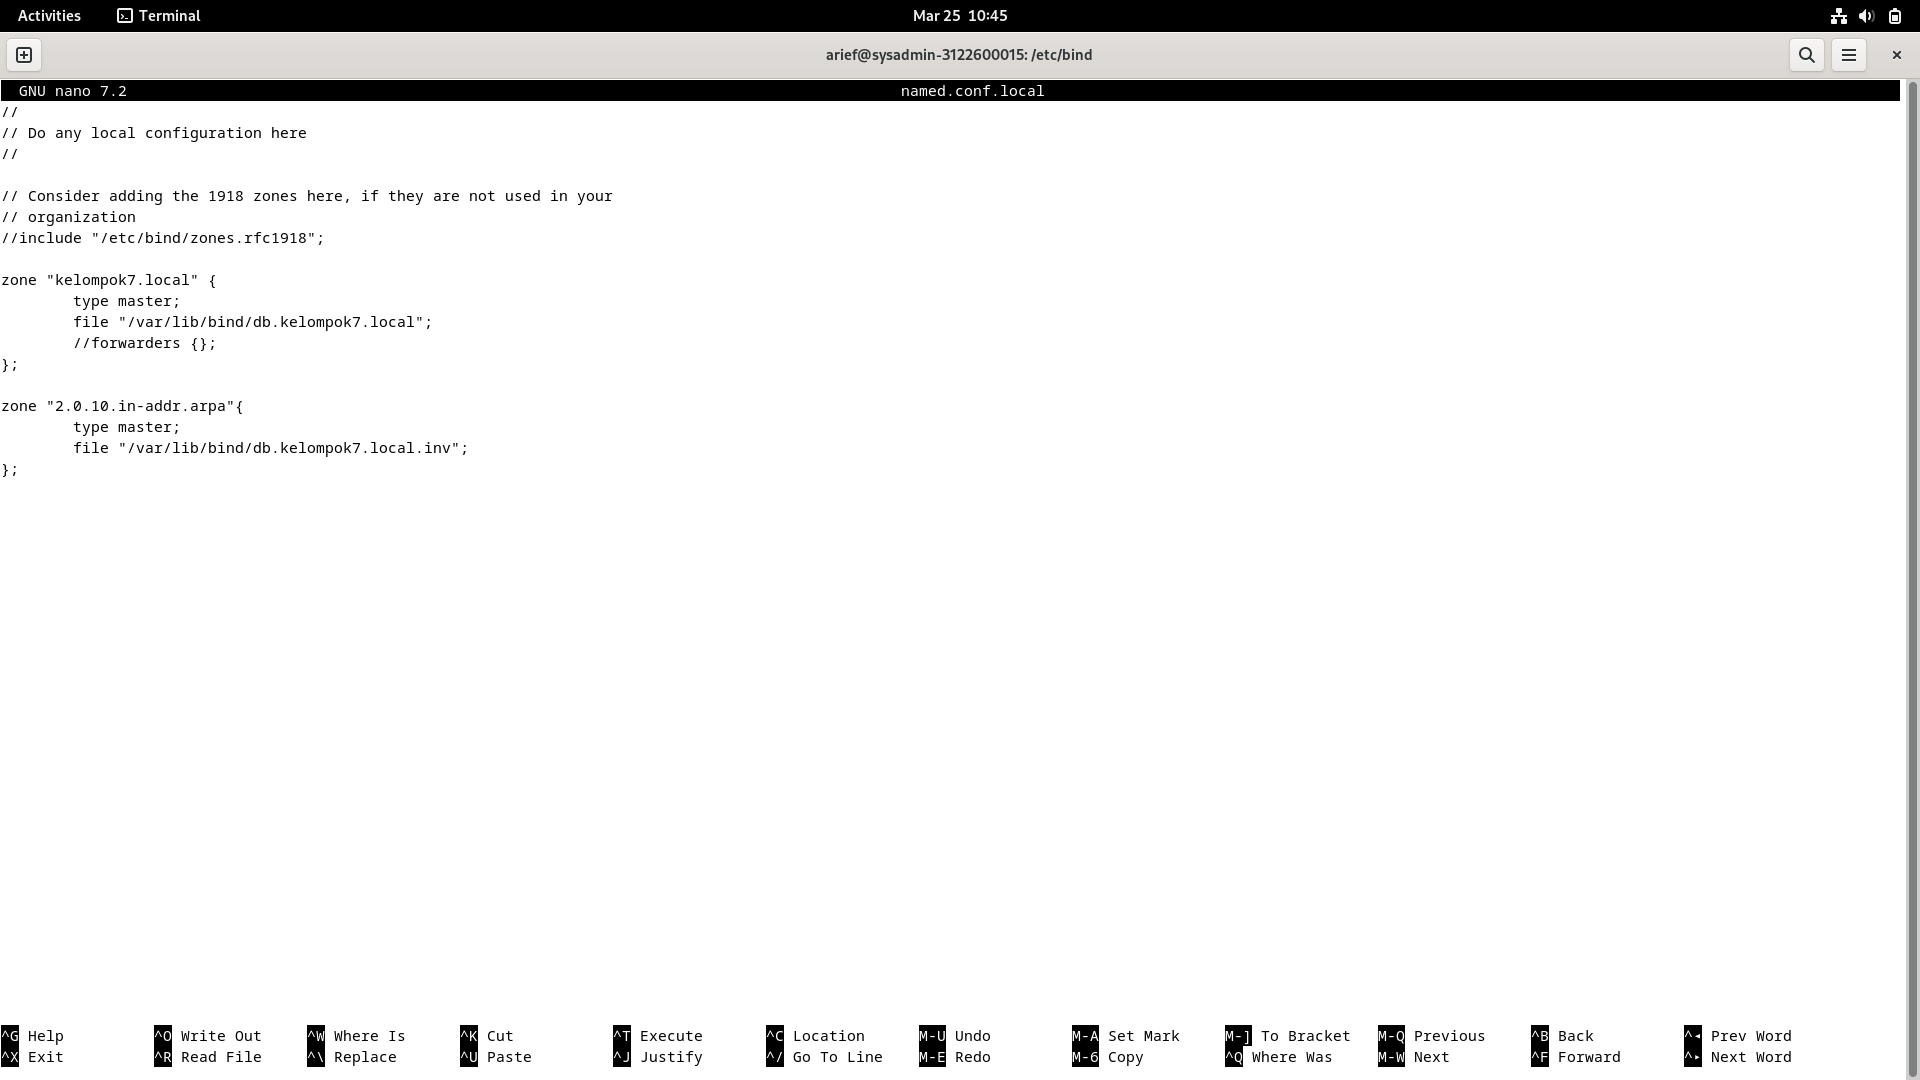 Activities Terminal Mar 25 10:45
arief@sysadmin-3122600015: /etc/bind
GNU nano 7.2 named.conf.local
//
// Do any local configuration here
//
// Consider adding the 1918 zones here, if they are not used in your
// organization
//include "/etc/bind/zones.rfc1918";
zone "kelompok7.local" {
        type master;
        file "/var/lib/bind/db.kelompok7.local";
        //forwarders {};
};
zone "2.0.10.in-addr.arpa"{
        type master;
        file "/var/lib/bind/db.kelompok7.local.inv";
};
^G Help ^O Write Out ^W Where Is ^K Cut ^T Execute ^C Location M-U Undo M-A Set Mark M-] To Bracket M-Q Previous ^B Back ^◂ Prev Word
^X Exit ^R Read File ^\ Replace ^U Paste ^J Justify ^/ Go To Line M-E Redo M-6 Copy ^Q Where Was M-W Next ^F Forward ^▸ Next Word